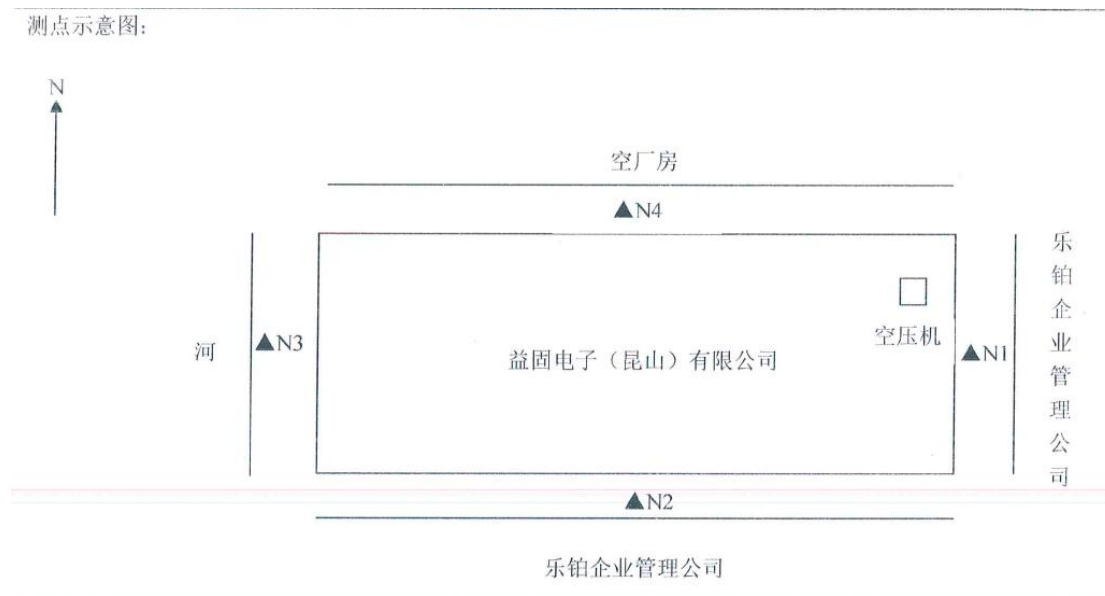 测点示意图:
N
空厂房
▲N4
乐铂企业管理公司
空压机
河
▲N3
益固电子（昆山）有限公司
▲N1
▲N2
乐铂企业管理公司